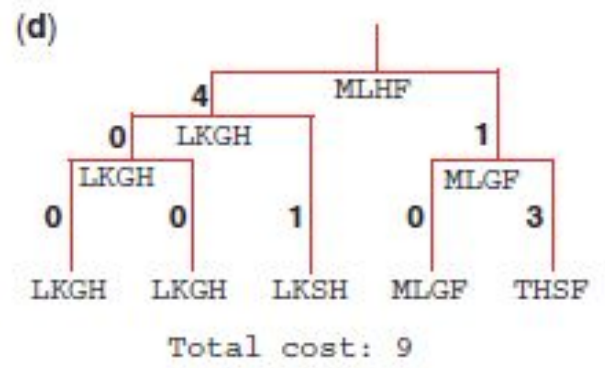 (d)
MLHF
4
LKGH
0 1
LKGH MLGF
0 0 1 0 3
LKGH LKGH LKSH MLGF THSF
Total cost: 9